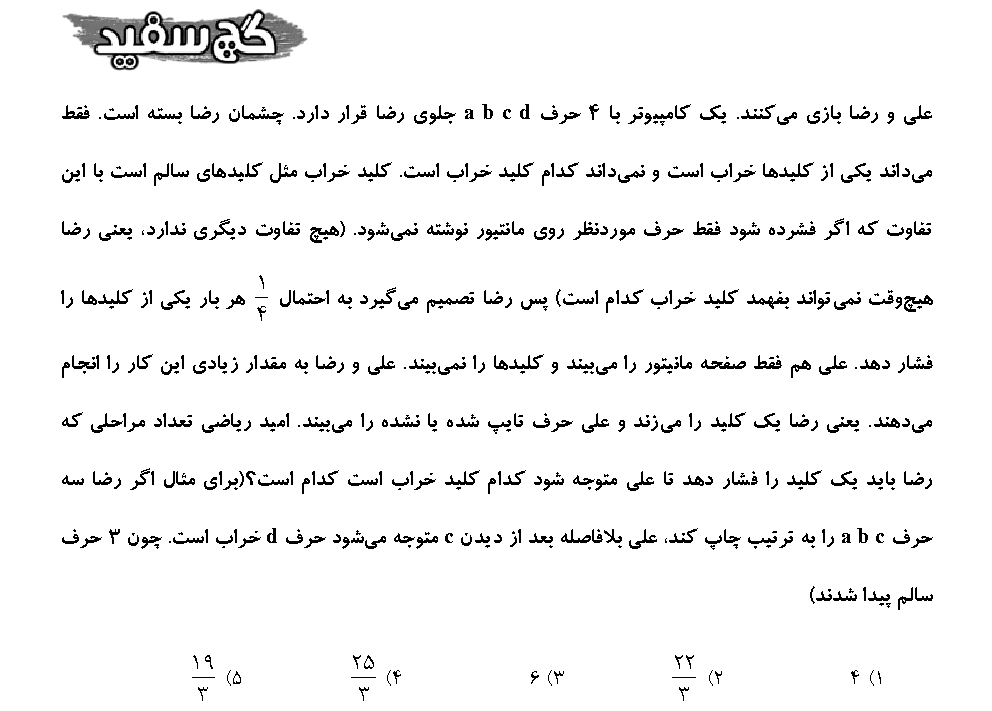 گچ سفید
علی و رضا بازی می‌کنند. یک کامپیوتر با ۴ حرف a b c d جلوی رضا قرار دارد. چشمان رضا بسته است. فقط
می‌داند یکی از کلیدها خراب است و نمی‌داند کدام کلید خراب است. کلید خراب مثل کلیدهای سالم است با این
تفاوت که اگر فشرده شود فقط حرف موردنظر روی مانتیور نوشته نمی‌شود. (هیچ تفاوت دیگری ندارد، یعنی رضا
هیچ‌وقت نمی‌تواند بفهمد کلید خراب کدام است) پس رضا تصمیم می‌گیرد به احتمال ۱/۴ هر بار یکی از کلیدها را
فشار دهد. علی هم فقط صفحه مانیتور را می‌بیند و کلیدها را نمی‌بیند. علی و رضا به مقدار زیادی این کار را انجام
می‌دهند. یعنی رضا یک کلید را می‌زند و علی حرف تایپ شده یا نشده را می‌بیند. امید ریاضی تعداد مراحلی که
رضا باید یک کلید را فشار دهد تا علی متوجه شود کدام کلید خراب است کدام است؟(برای مثال اگر رضا سه
حرف a b c را به ترتیب چاپ کند، علی بلافاصله بعد از دیدن c متوجه می‌شود حرف d خراب است. چون ۳ حرف
سالم پیدا شدند)
۱) ۴ ۲) ۲۲/۳ ۳) ۶ ۴) ۲۵/۳ ۵) ۱۹/۳